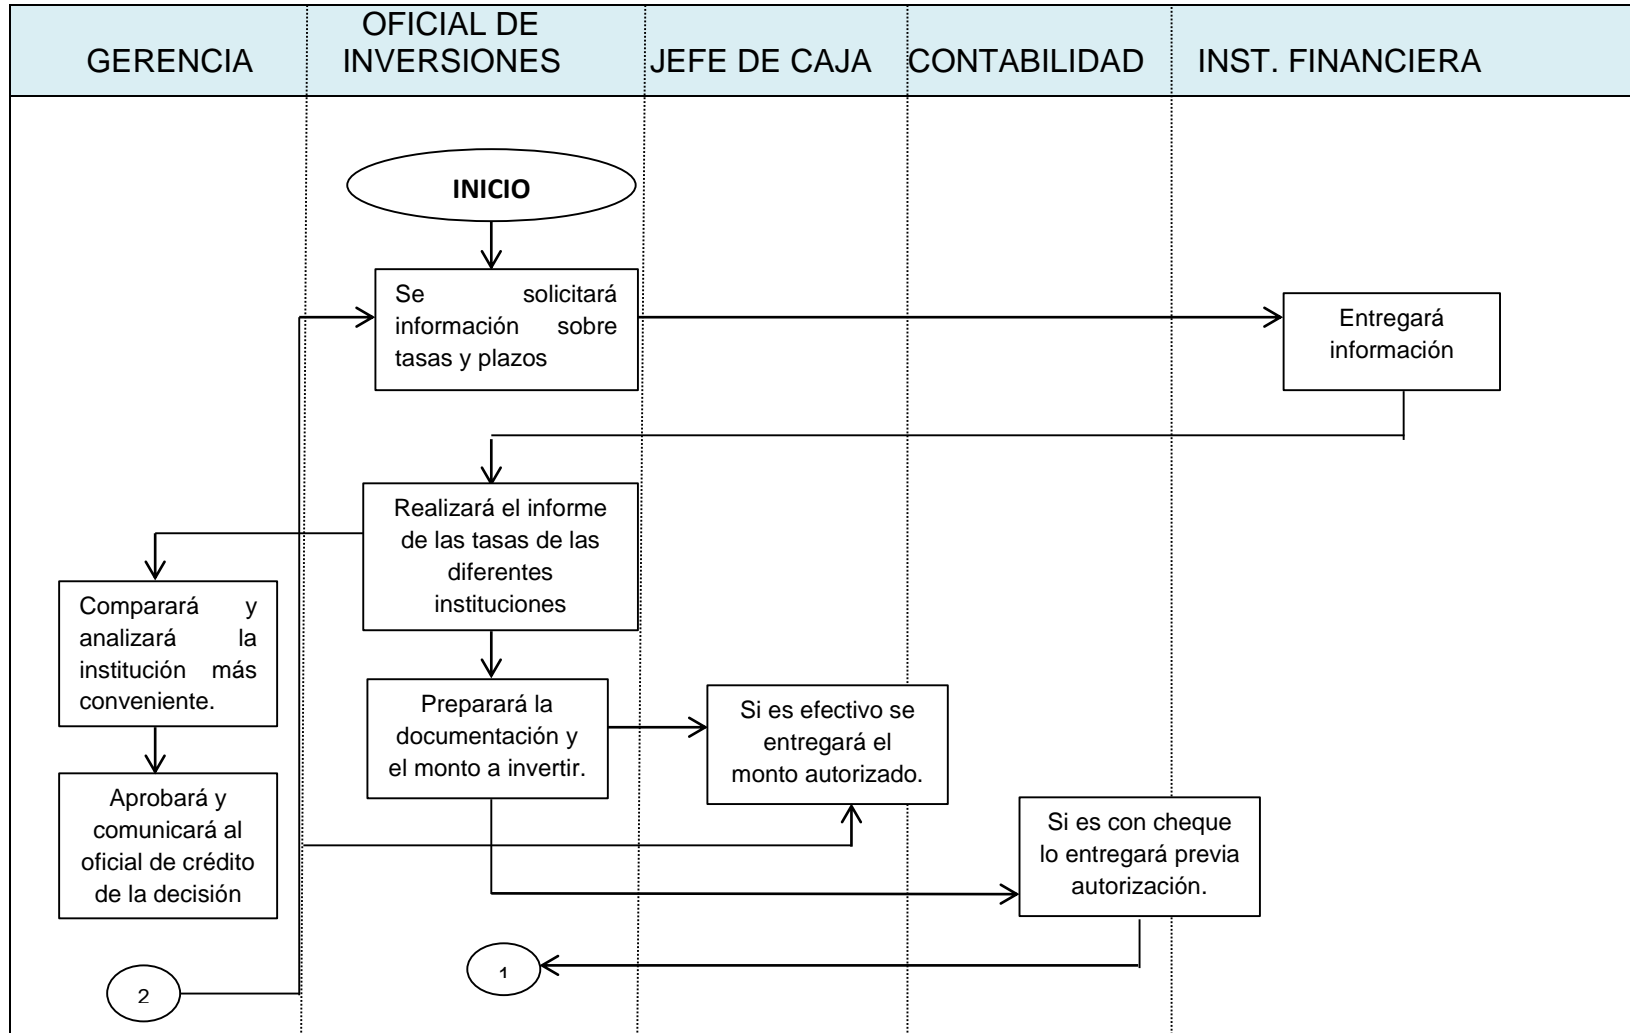 GERENCIA
OFICIAL DE
INVERSIONES
JEFE DE CAJA
CONTABILIDAD
INST. FINANCIERA
INICIO
Se solicitará
información sobre
tasas y plazos
Entregará
información
Realizará el informe
de las tasas de las
diferentes
instituciones
Comparará y
analizará la
institución más
conveniente.
Preparará la
documentación y
el monto a invertir.
Si es efectivo se
entregará el
monto autorizado.
Aprobará y
comunicará al
oficial de crédito
de la decisión
Si es con cheque
lo entregará previa
autorización.
1
2